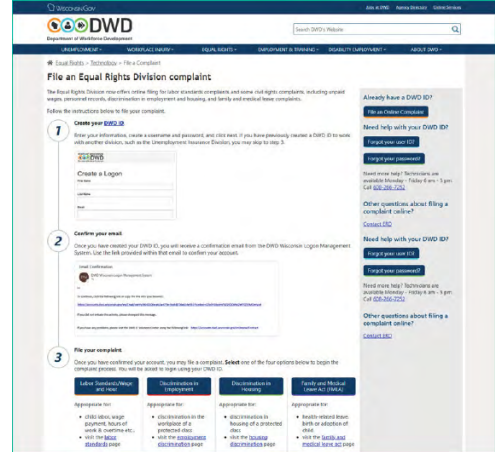 WISCONSIN.GOV
Jobs at DWD Agency Directory Online Services
DWD
Department of Workforce Development
Search DWD's Website
UNEMPLOYMENT WORKPLACE INJURY EQUAL RIGHTS EMPLOYMENT & TRAINING DISABILITY EMPLOYMENT ABOUT DWD
Equal Rights > Technology > File a Complaint
File an Equal Rights Division complaint
The Equal Rights Division now offers online filing for labor standards complaints and some civil rights complaints, including unpaid
wages, personnel records, discrimination in employment and housing, and family and medical leave complaints.
Follow the instructions below to file your complaint.
1
Create your DWD ID
Enter your information, create a username and password, and click next. If you have previously created a DWD ID to work
with another division, such as the Unemployment Insurance Division, you may skip to step 3.
DWD
Create a Logon
First Name
Last Name
Email
2
Confirm your email
Once you have created your DWD ID, you will receive a confirmation email from the DWD Wisconsin Logon Management
System. Use the link provided within that email to confirm your account.
Email Confirmation
DWD Wisconsin Logon Management System
3
File your complaint
Once you have confirmed your account, you may file a complaint. Select one of the four options below to begin the
complaint process. You will be asked to login using your DWD ID.
Labor Standards/Wage
and Hour
Appropriate for:
child labor, wage
payment, hours of
work & overtime etc.
visit the labor
standards page
Discrimination in
Employment
Appropriate for:
discrimination in the
workplace of a
protected class
visit the employment
discrimination page
Discrimination in
Housing
Appropriate for:
discrimination in
housing of a protected
class
visit the housing
discrimination page
Family and Medical
Leave Act (FMLA)
Appropriate for:
health-related leave,
birth or adoption of
child
visit the family and
medical leave act page
Already have a DWD ID?
File an Online Complaint
Need help with your DWD ID?
Forgot your user ID?
Forgot your password?
Need more help? Technicians are
available Monday - Friday 6 am - 5 pm
Call 608-266-7252
Other questions about filing a
complaint online?
Contact ERD
Need help with your DWD ID?
Forgot your user ID?
Forgot your password?
Need more help? Technicians are
available Monday - Friday 6 am - 5 pm
Call 608-266-7252
Other questions about filing a
complaint online?
Contact ERD